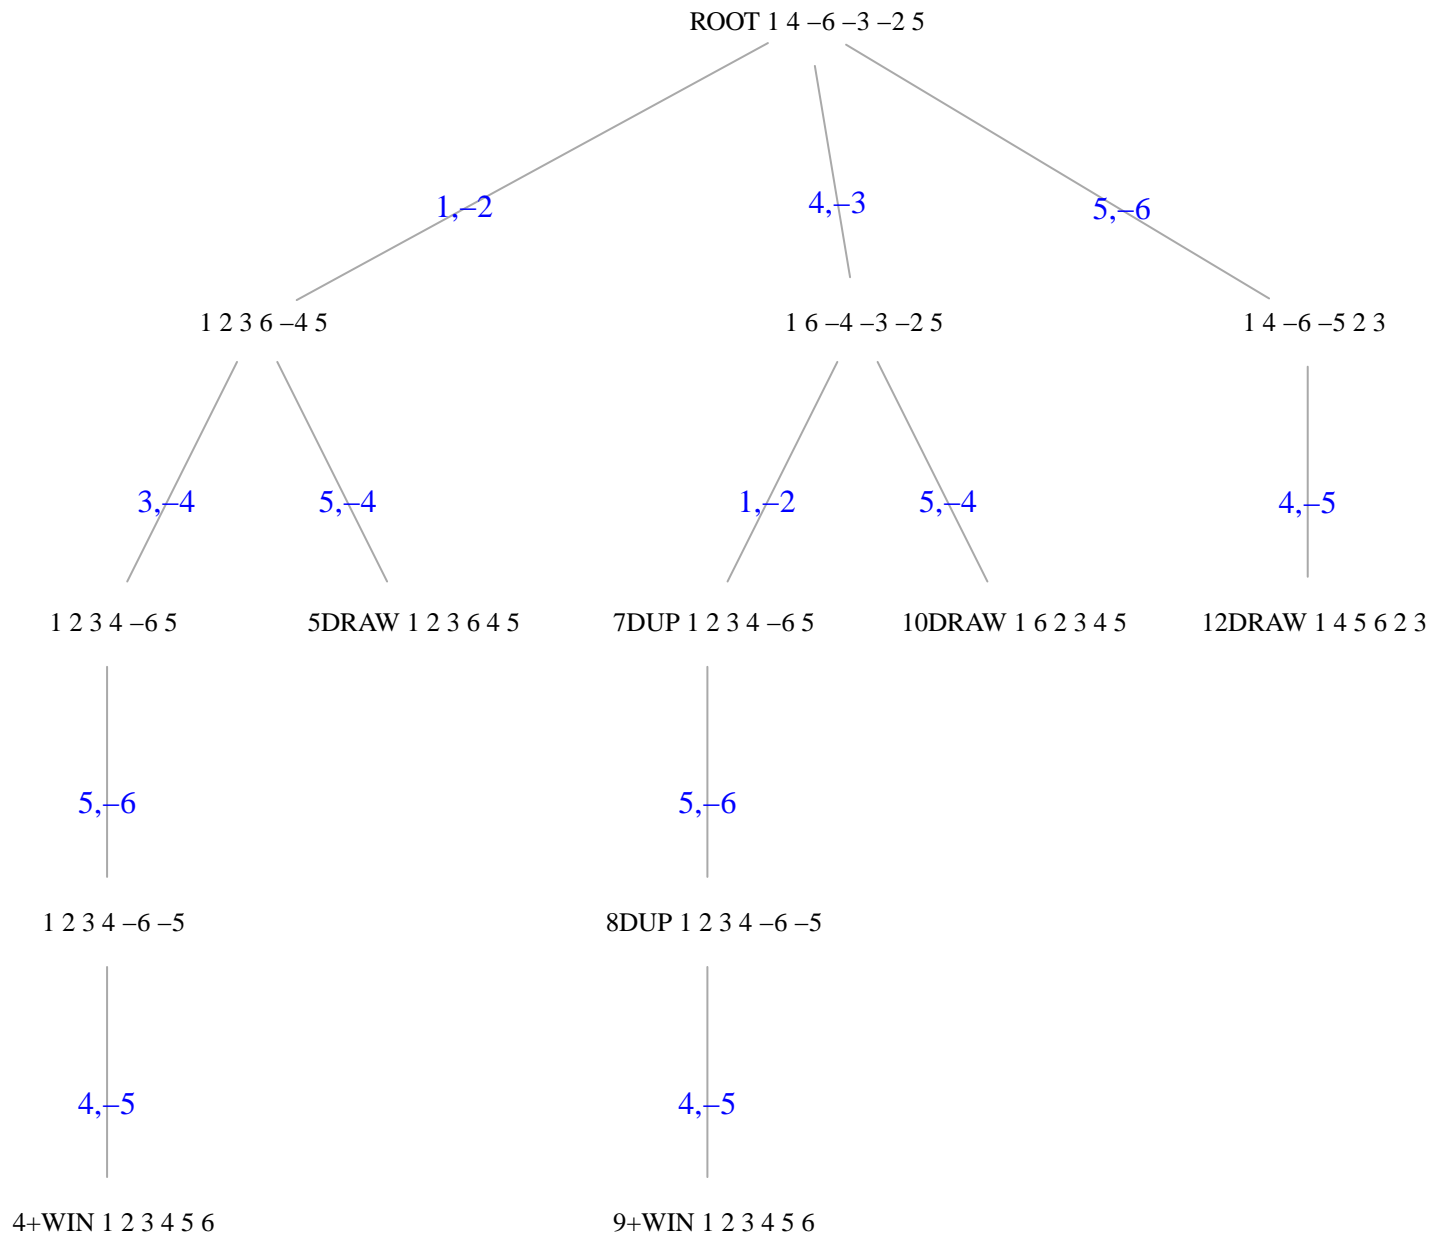 ROOT 1 4 –6 –3 –2 5
1,–2
4,–3
5,–6
1 2 3 6 –4 5
1 6 –4 –3 –2 5
1 4 –6 –5 2 3
3,–4
5,–4
1,–2
5,–4
4,–5
1 2 3 4 –6 5
5DRAW 1 2 3 6 4 5
7DUP 1 2 3 4 –6 5
10DRAW 1 6 2 3 4 5
12DRAW 1 4 5 6 2 3
5,–6
5,–6
1 2 3 4 –6 –5
8DUP 1 2 3 4 –6 –5
4,–5
4,–5
4+WIN 1 2 3 4 5 6
9+WIN 1 2 3 4 5 6